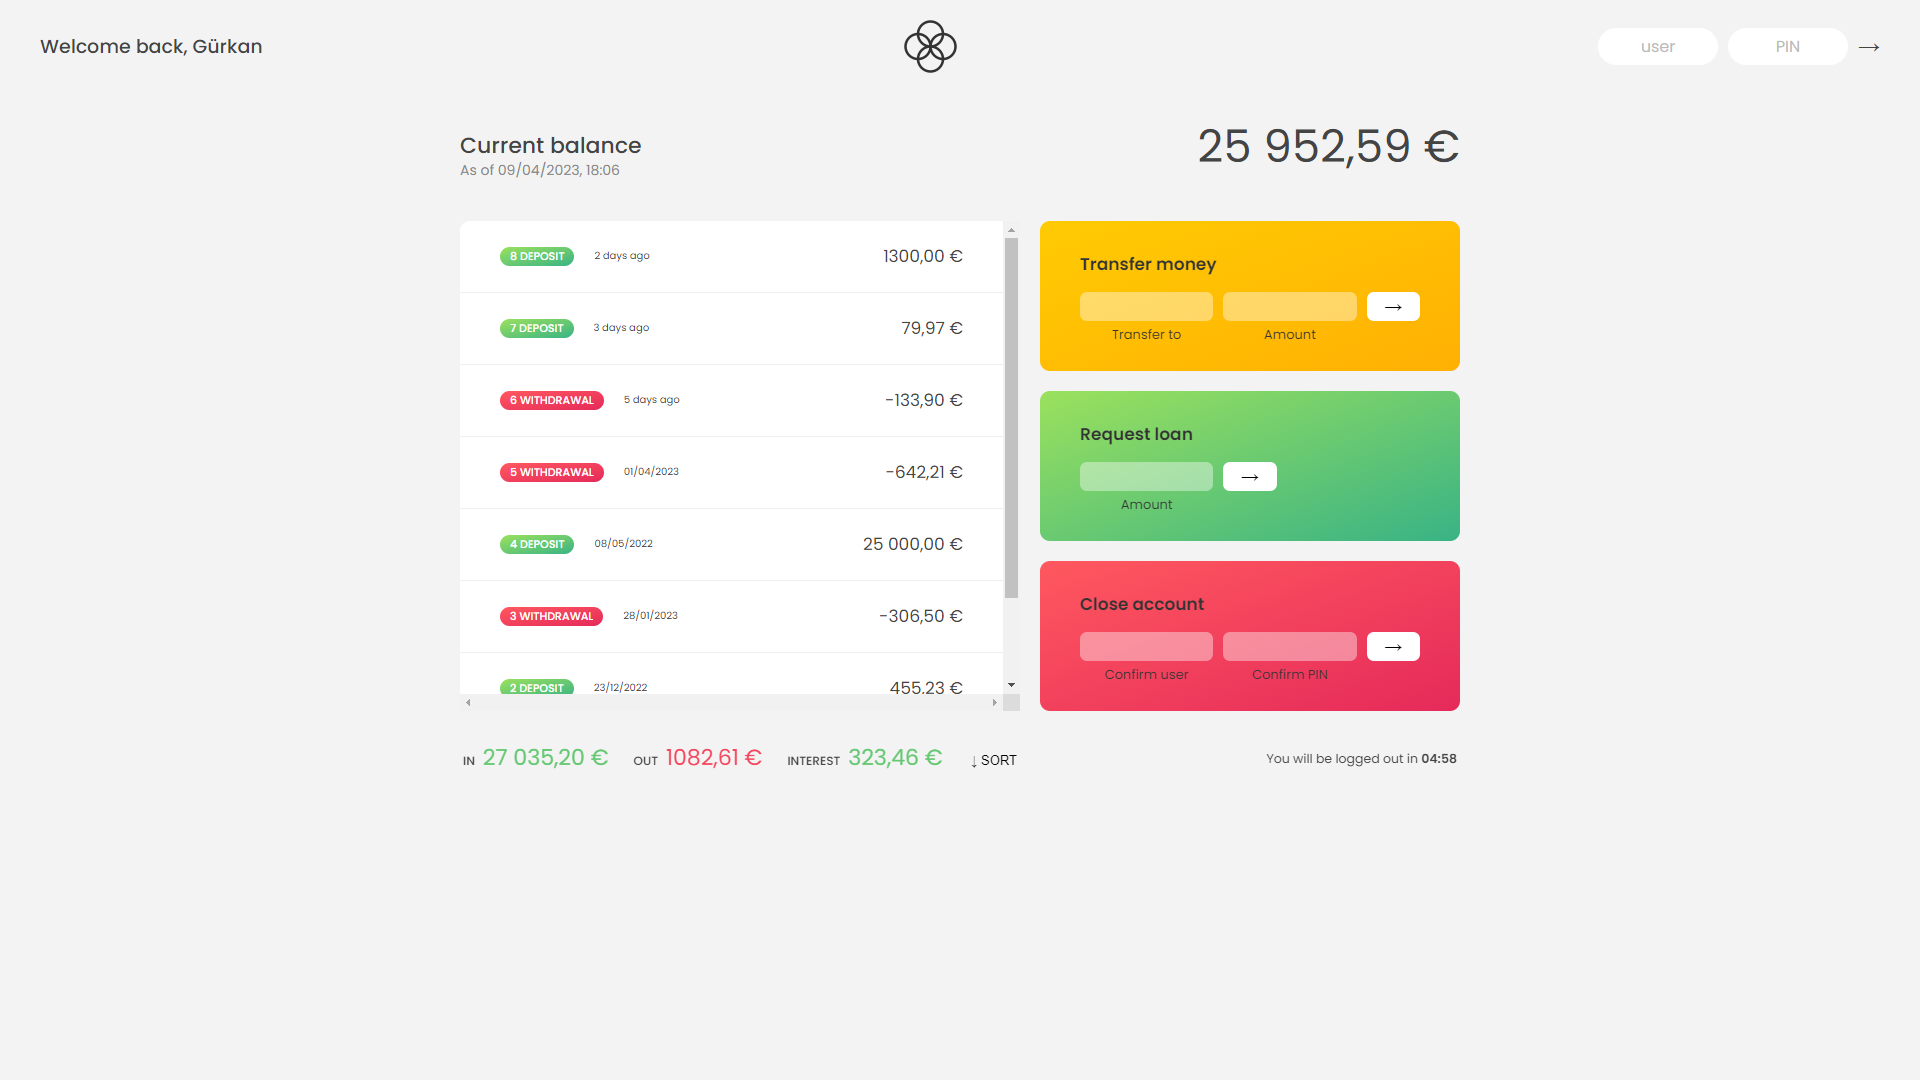 Welcome back, Gürkan
user
PIN
→
Current balance
As of 09/04/2023, 18:06
25 952,59 €
8 DEPOSIT 2 days ago 1300,00 €
7 DEPOSIT 3 days ago 79,97 €
6 WITHDRAWAL 5 days ago -133,90 €
5 WITHDRAWAL 01/04/2023 -642,21 €
4 DEPOSIT 08/05/2022 25 000,00 €
3 WITHDRAWAL 28/01/2023 -306,50 €
2 DEPOSIT 23/12/2022 455,23 €
Transfer money
→
Transfer to Amount
Request loan
→
Amount
Close account
→
Confirm user Confirm PIN
IN 27 035,20 € OUT 1082,61 € INTEREST 323,46 € ↓ SORT
You will be logged out in 04:58